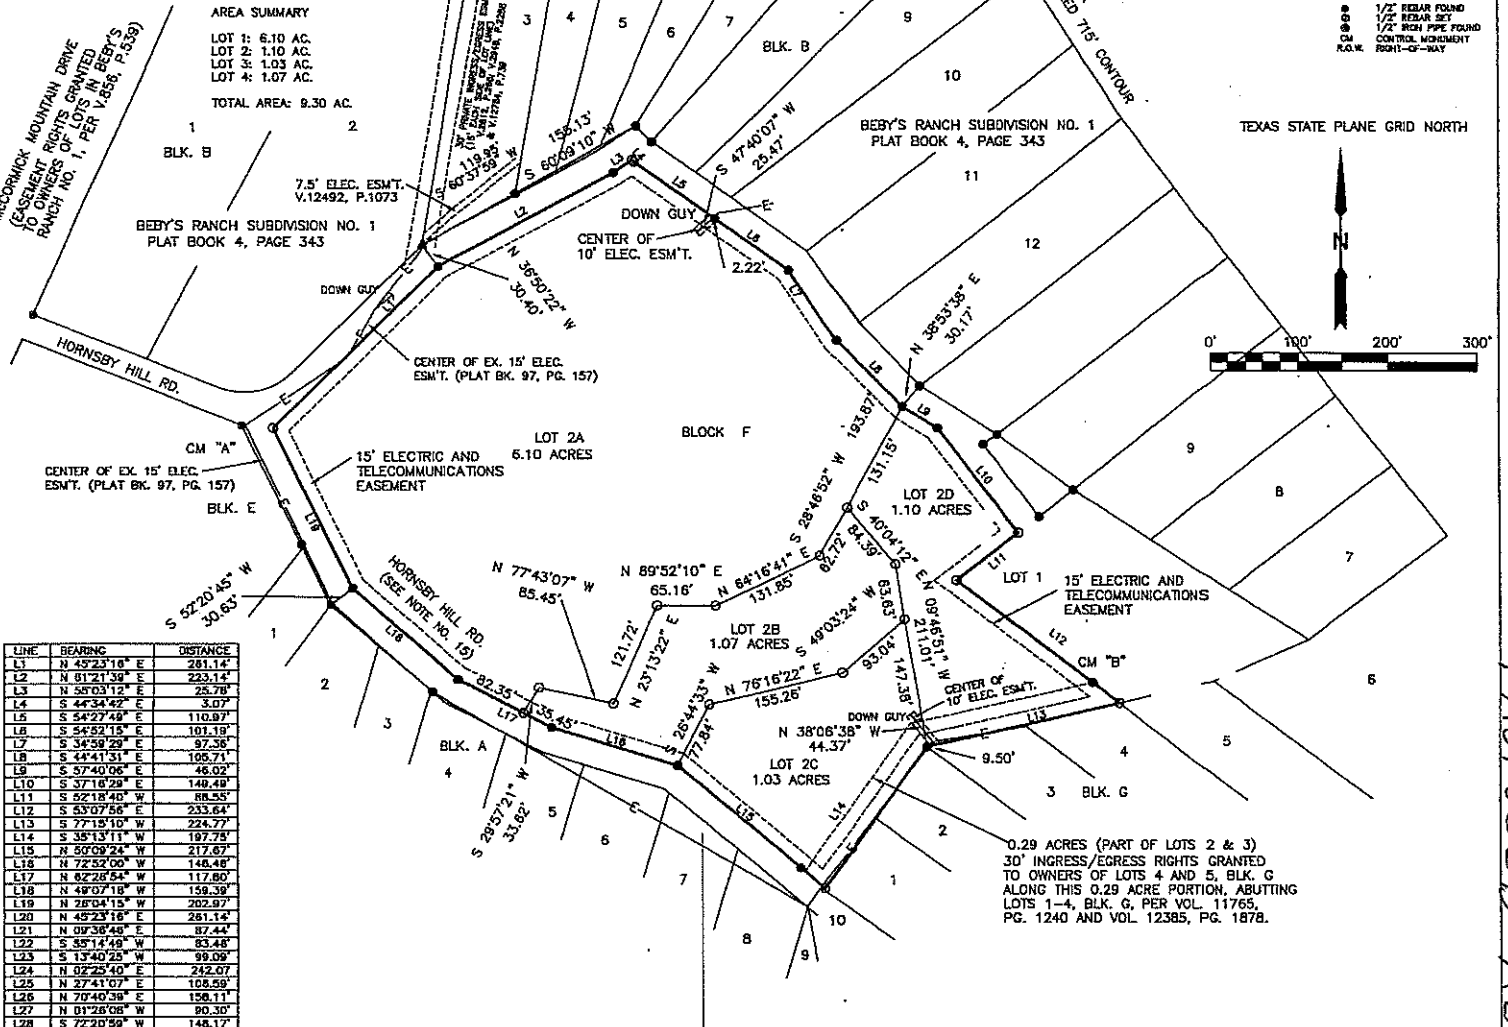 AREA SUMMARY
LOT 1: 6.10 AC.
LOT 2: 1.10 AC.
LOT 3: 1.03 AC.
LOT 4: 1.07 AC.
TOTAL AREA: 9.30 AC.
McCORMICK MOUNTAIN DRIVE
(EASEMENT RIGHTS GRANTED
TO OWNERS OF LOTS IN BEBY'S
RANCH NO. 1, PER V.856, P.539)
1
BLK. B
2
3
4
5
6
7
BLK. B
9
10
11
12
715' CONTOUR
1/2" REBAR FOUND
1/2" REBAR SET
1/2" IRON PIPE FOUND
CM CONTROL MONUMENT
R.O.W. RIGHT-OF-WAY
TEXAS STATE PLANE GRID NORTH
N
0' 100' 200' 300'
BEBY'S RANCH SUBDIVISION NO. 1
PLAT BOOK 4, PAGE 343
7.5' ELEC. ESM'T.
V.12492, P.1073
BEBY'S RANCH SUBDIVISION NO. 1
PLAT BOOK 4, PAGE 343
S 60°37'59" W
119.93'
S 60°09'10" W
156.13'
S 47°40'07" W
25.47'
DOWN GUY
CENTER OF
10' ELEC. ESM'T.
2.22'
N 36°50'22" W
30.40'
DOWN GUY
N 38°53'38" E
30.17'
HORNSBY HILL RD.
CENTER OF EX. 15' ELEC.
ESM'T. (PLAT BK. 97, PG. 157)
CM "A"
CENTER OF EX. 15' ELEC.
ESM'T. (PLAT BK. 97, PG. 157)
BLK. E
15' ELECTRIC AND
TELECOMMUNICATIONS
EASEMENT
LOT 2A
6.10 ACRES
BLOCK F
193.87'
131.15'
S 28°46'52" W
62.72'
LOT 2D
1.10 ACRES
S 40°04'12" E
84.39'
LOT 1
15' ELECTRIC AND
TELECOMMUNICATIONS
EASEMENT
9
8
7
6
5
4
S 52°20'45" W
30.63'
HORNSBY HILL RD.
(SEE NOTE NO. 15)
N 77°43'07" W
85.45'
N 89°52'10" E
65.16'
N 64°16'41" E
131.85'
N 23°13'22" E
121.72'
LOT 2B
1.07 ACRES
S 49°03'24" W
93.04'
N 76°16'22" E
155.26'
S 26°44'33" W
77.84'
63.63'
N 09°46'51" W
211.01'
147.38'
CENTER OF
10' ELEC. ESM'T.
CM "B"
DOWN GUY
N 38°06'38" W
44.37'
9.50'
LOT 2C
1.03 ACRES
82.35'
35.45'
S 29°57'21" W
33.62'
BLK. A
1
2
3
4
5
6
7
8
9
10
1
2
3 BLK. G
L2
L3
L5
L6
L7
L8
L9
L10
L11
L12
L13
L14
L15
L16
L17
L18
L19
0.29 ACRES (PART OF LOTS 2 & 3)
30' INGRESS/EGRESS RIGHTS GRANTED
TO OWNERS OF LOTS 4 AND 5, BLK. G
ALONG THIS 0.29 ACRE PORTION, ABUTTING
LOTS 1-4, BLK. G, PER VOL. 11765,
PG. 1240 AND VOL. 12385, PG. 1878.
LINE BEARING DISTANCE
L1 N 45°23'16" E 261.14'
L2 N 61°21'39" E 223.14'
L3 N 58°03'12" E 25.78'
L4 S 44°34'42" E 3.07'
L5 S 54°27'49" E 110.97'
L6 S 54°52'15" E 101.19'
L7 S 34°59'29" E 97.36'
L8 S 44°41'31" E 105.71'
L9 S 57°40'06" E 46.02'
L10 S 37°16'29" E 149.49'
L11 S 52°18'40" W 88.55'
L12 S 53°07'56" E 233.64'
L13 S 77°15'10" W 224.77'
L14 S 35°13'11" W 197.75'
L15 N 50°09'24" W 217.67'
L16 N 72°52'00" W 146.48'
L17 N 62°28'54" W 117.80'
L18 N 49°07'18" W 159.39'
L19 N 26°04'15" W 202.97'
L20 N 45°23'16" E 261.14'
L21 N 09°36'46" E 87.44'
L22 S 35°14'49" W 83.48'
L23 S 13°40'25" W 99.09'
L24 N 02°25'40" E 242.07
L25 N 27°41'07" E 108.59'
L26 N 70°40'39" E 156.11'
L27 N 01°26'08" W 90.30'
L28 S 72°20'59" W 148.17'